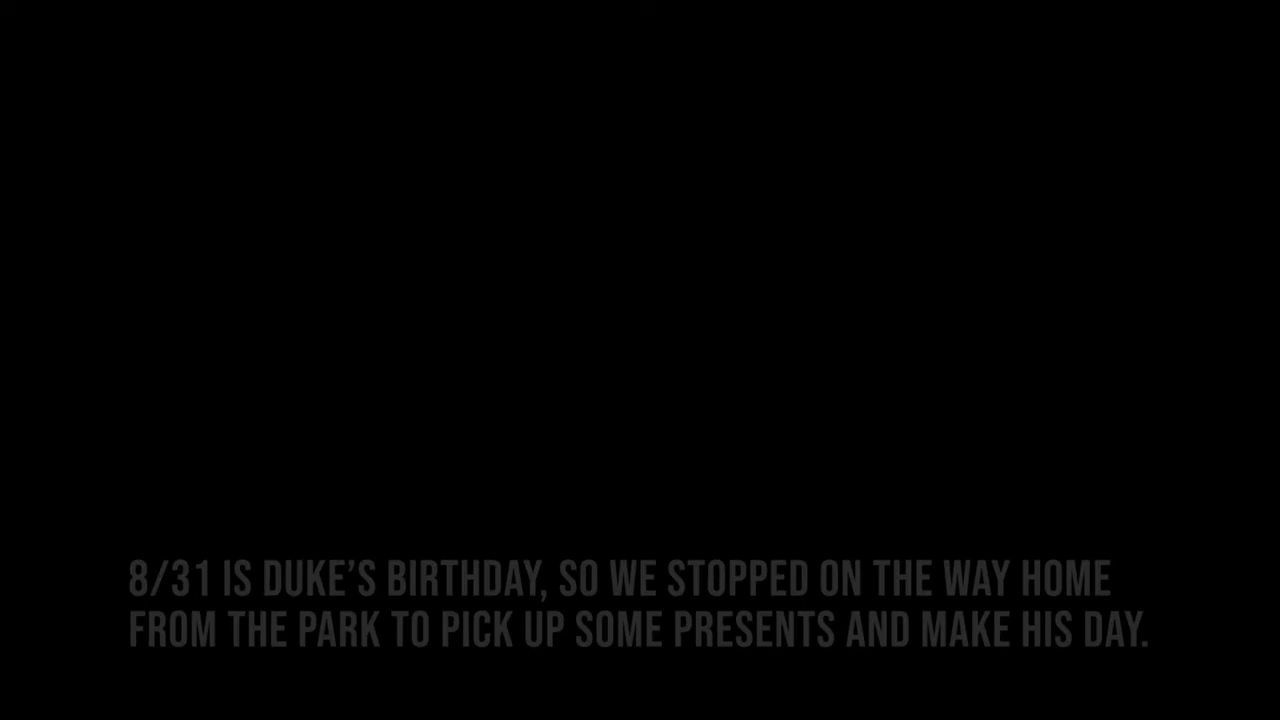 8/31 IS DUKE’S BIRTHDAY, SO WE STOPPED ON THE WAY HOME
FROM THE PARK TO PICK UP SOME PRESENTS AND MAKE HIS DAY.